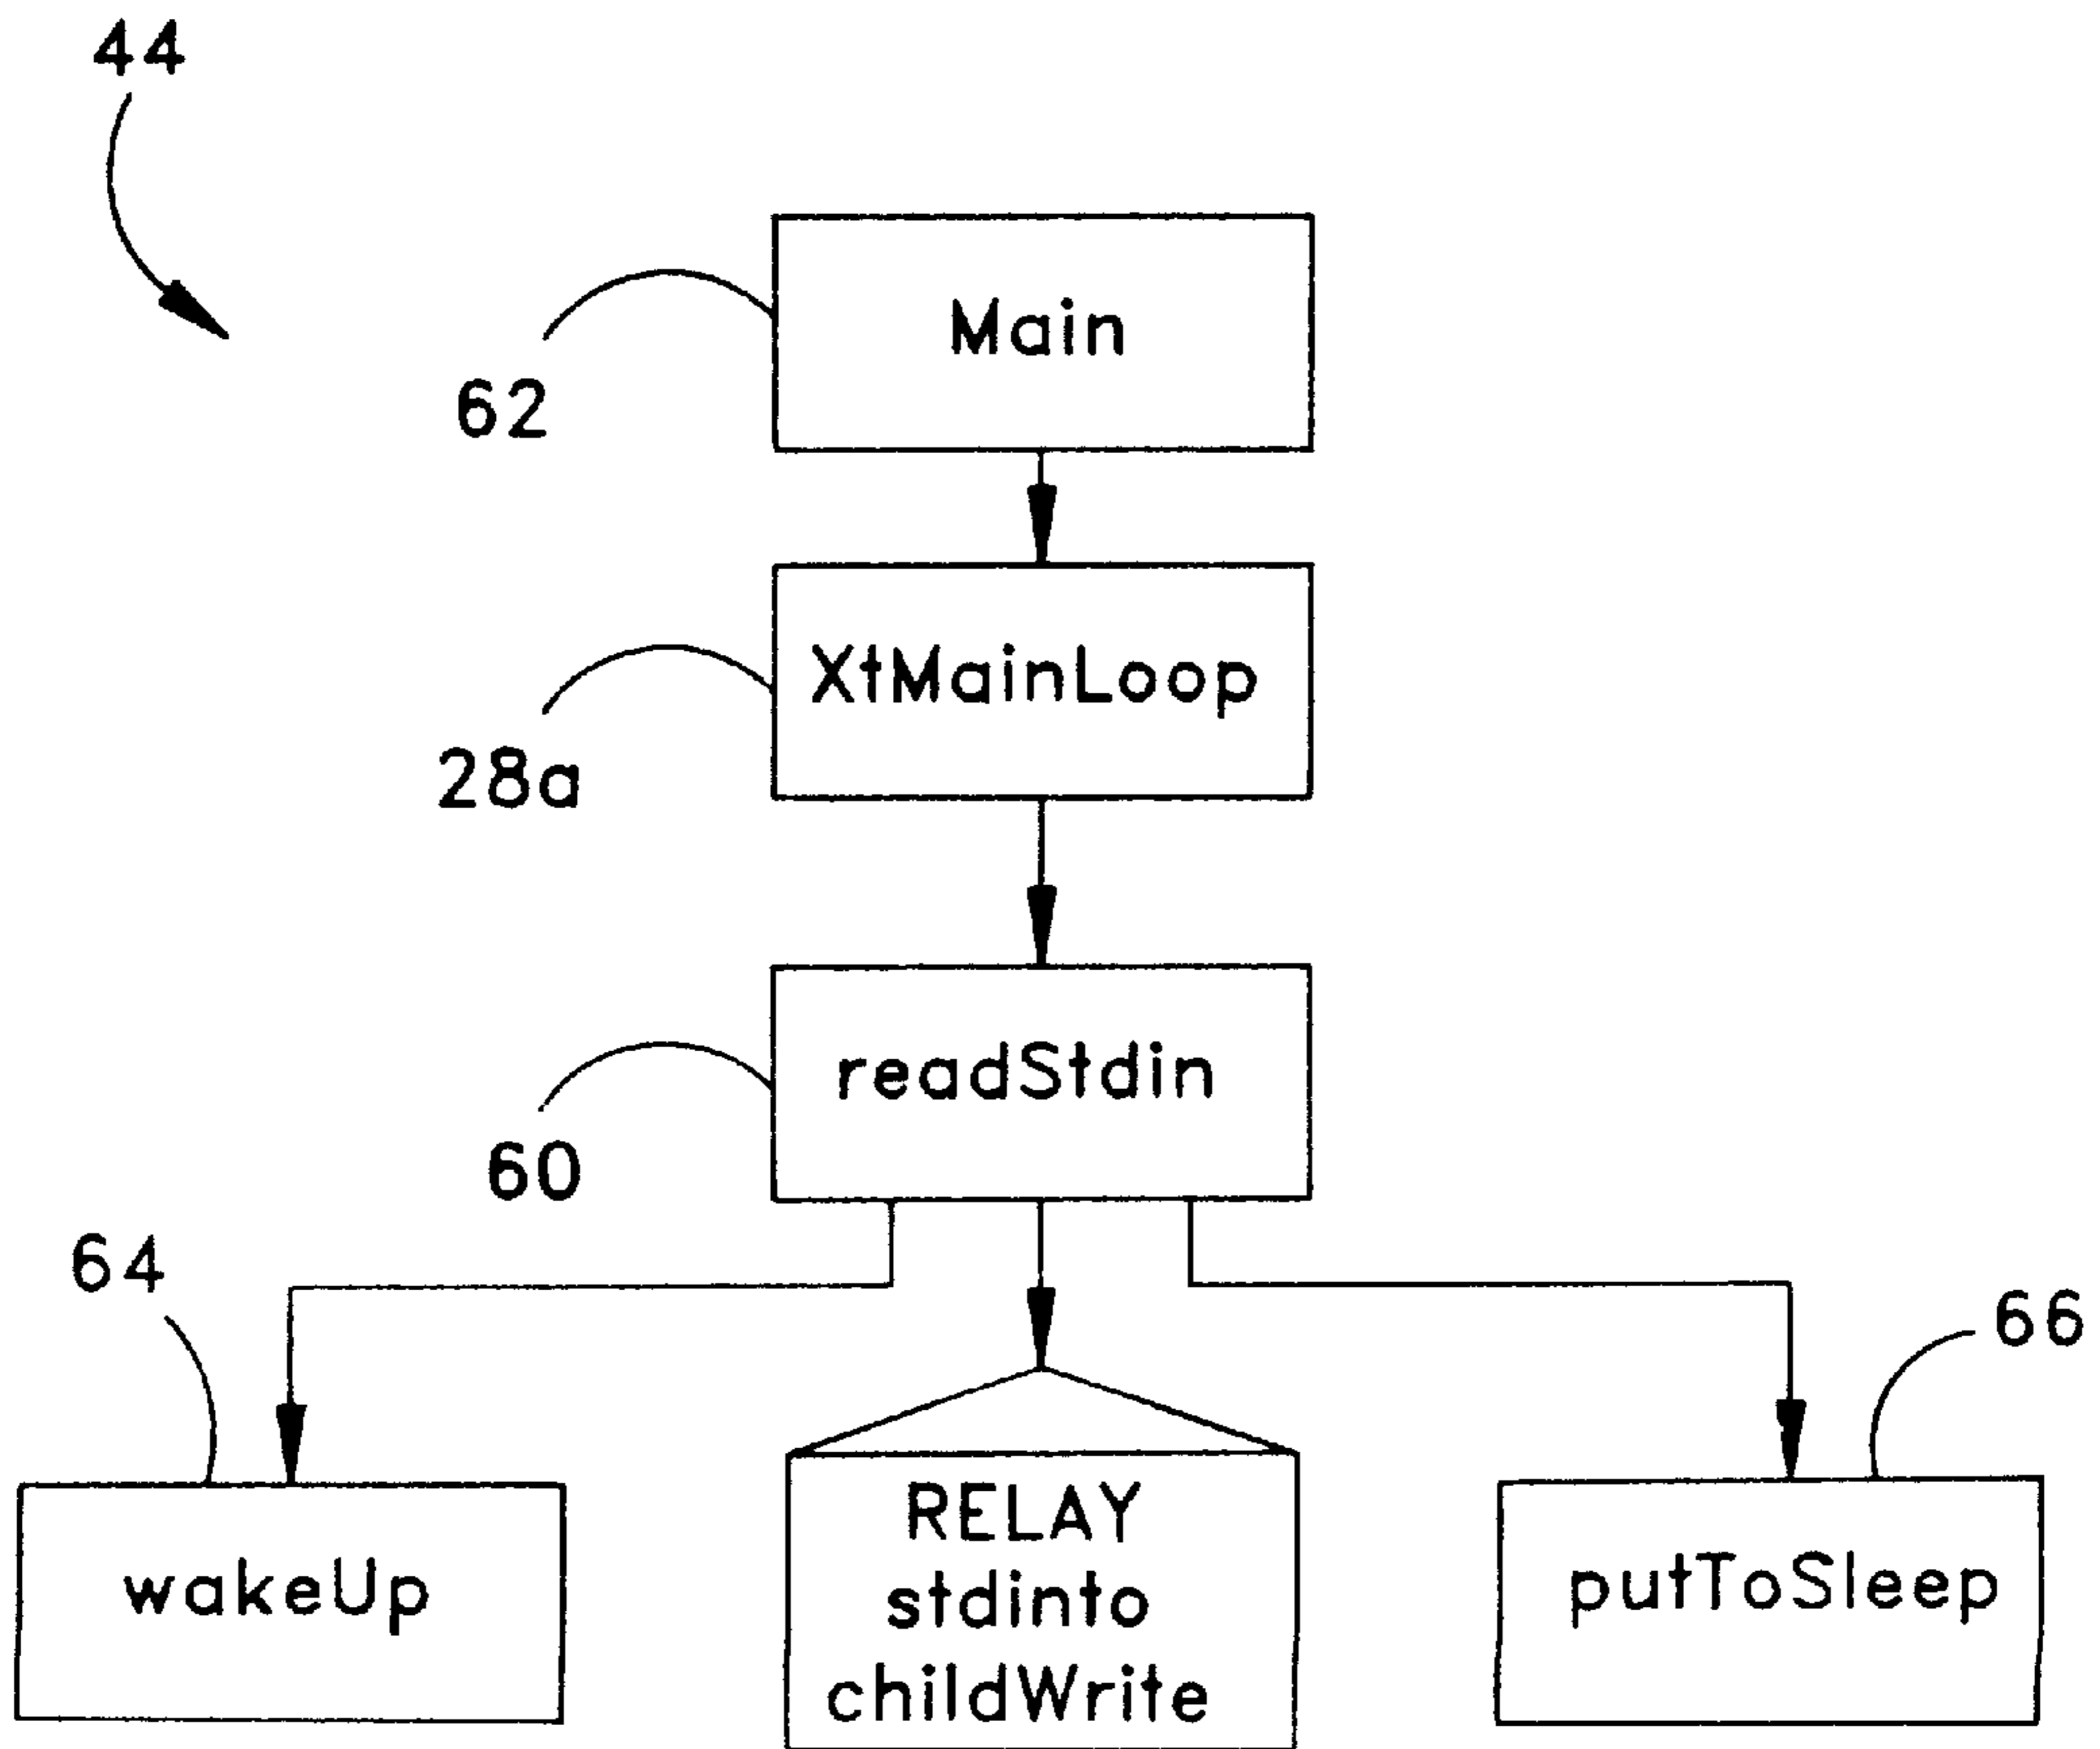 44
Main
62
XtMainLoop
28a
readStdin
60
64
66
wakeUp
RELAY
stdinto
childWrite
putToSleep